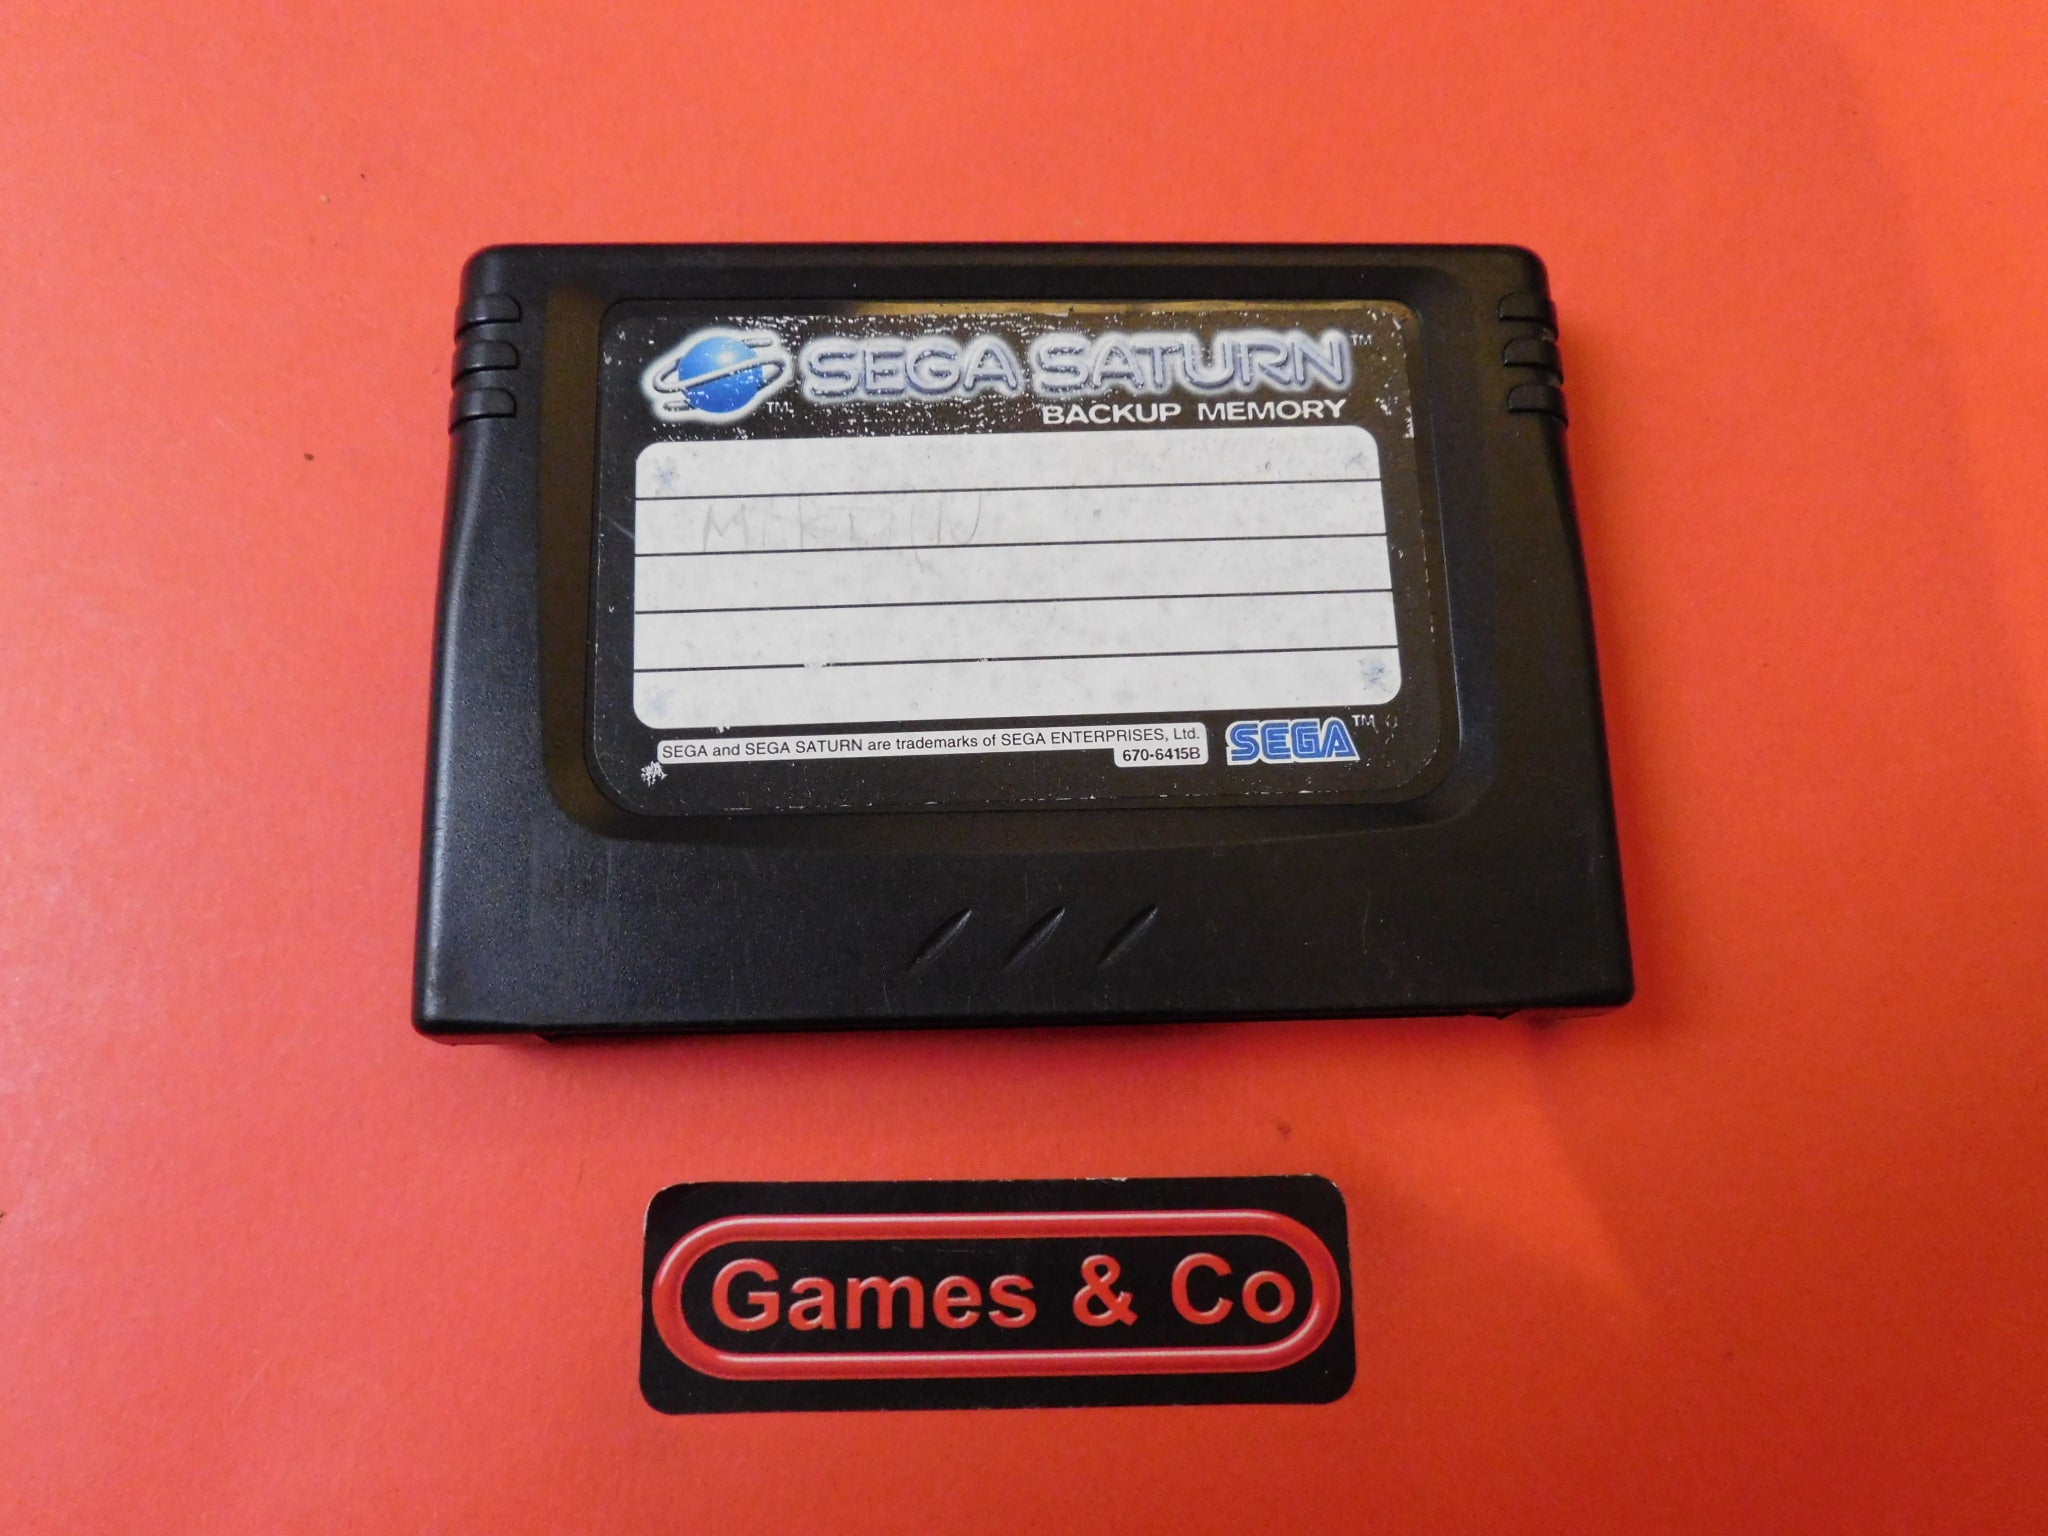 SEGA SATURN™
™
BACKUP MEMORY
SEGA and SEGA SATURN are trademarks of SEGA ENTERPRISES, Ltd.
670-6415B
SEGA™
Games & Co